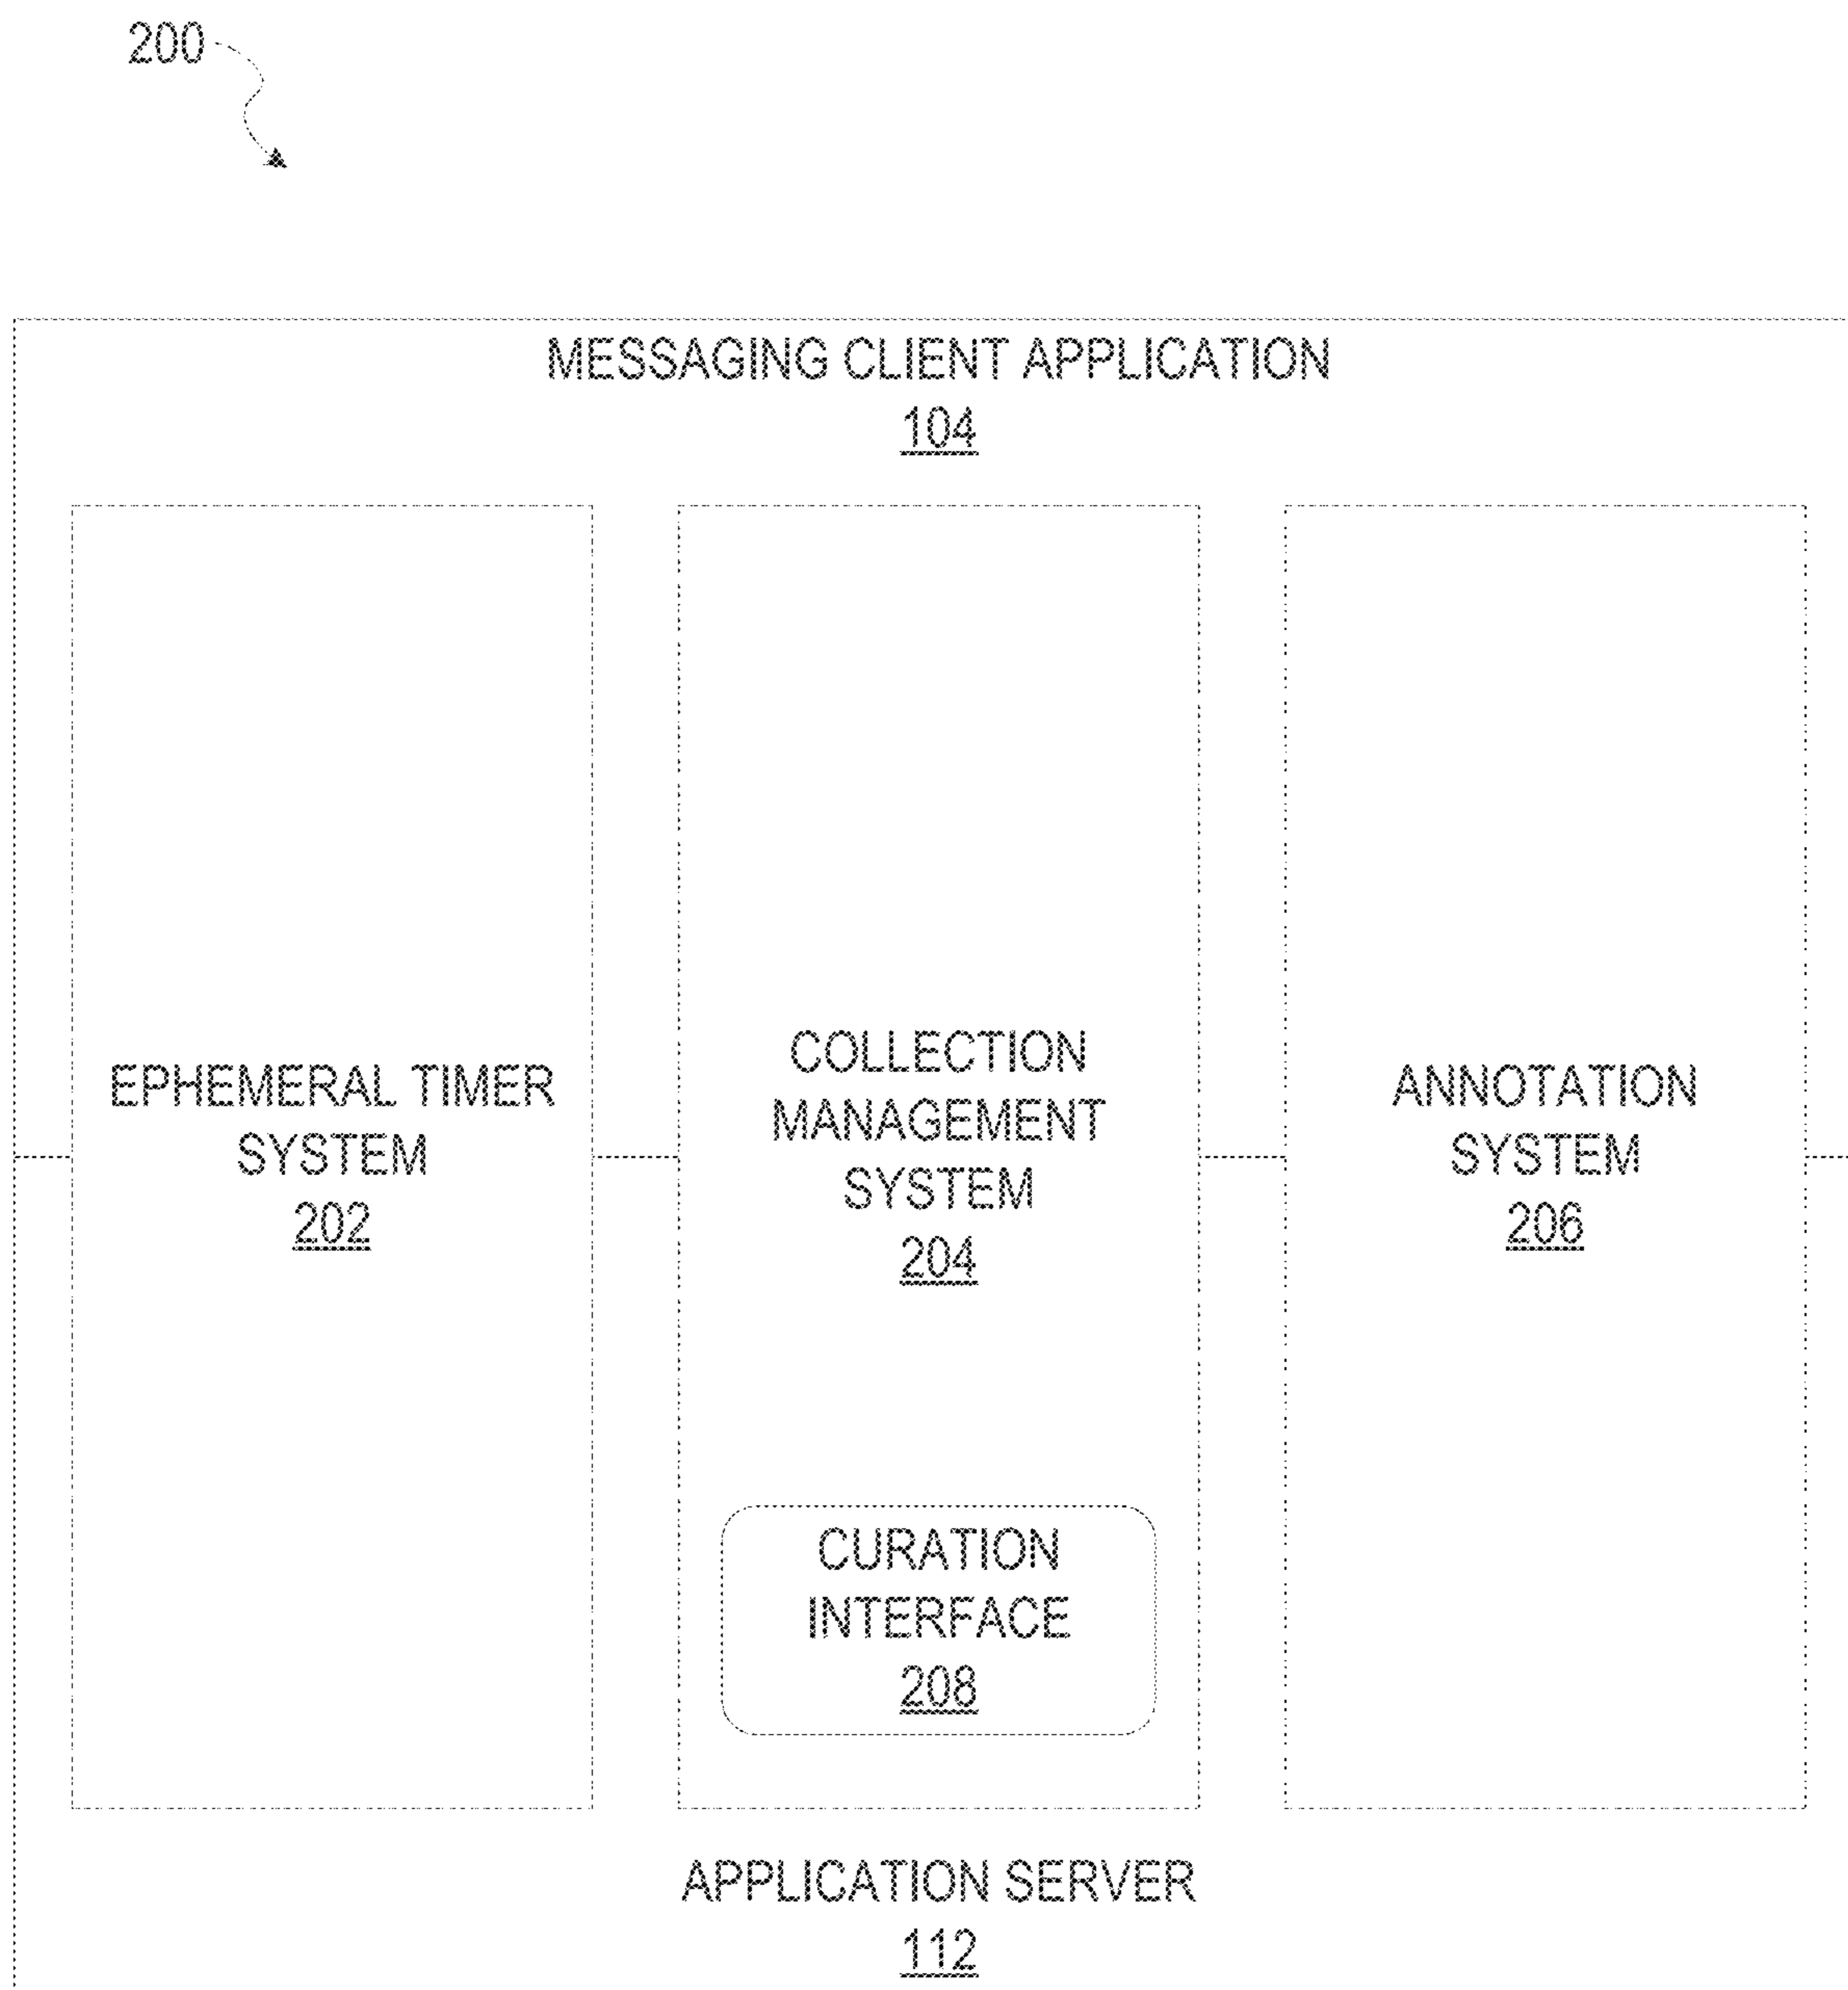 200
MESSAGING CLIENT APPLICATION
104
EPHEMERAL TIMER
SYSTEM
202
COLLECTION
MANAGEMENT
SYSTEM
204
ANNOTATION
SYSTEM
206
CURATION
INTERFACE
208
APPLICATION SERVER
112